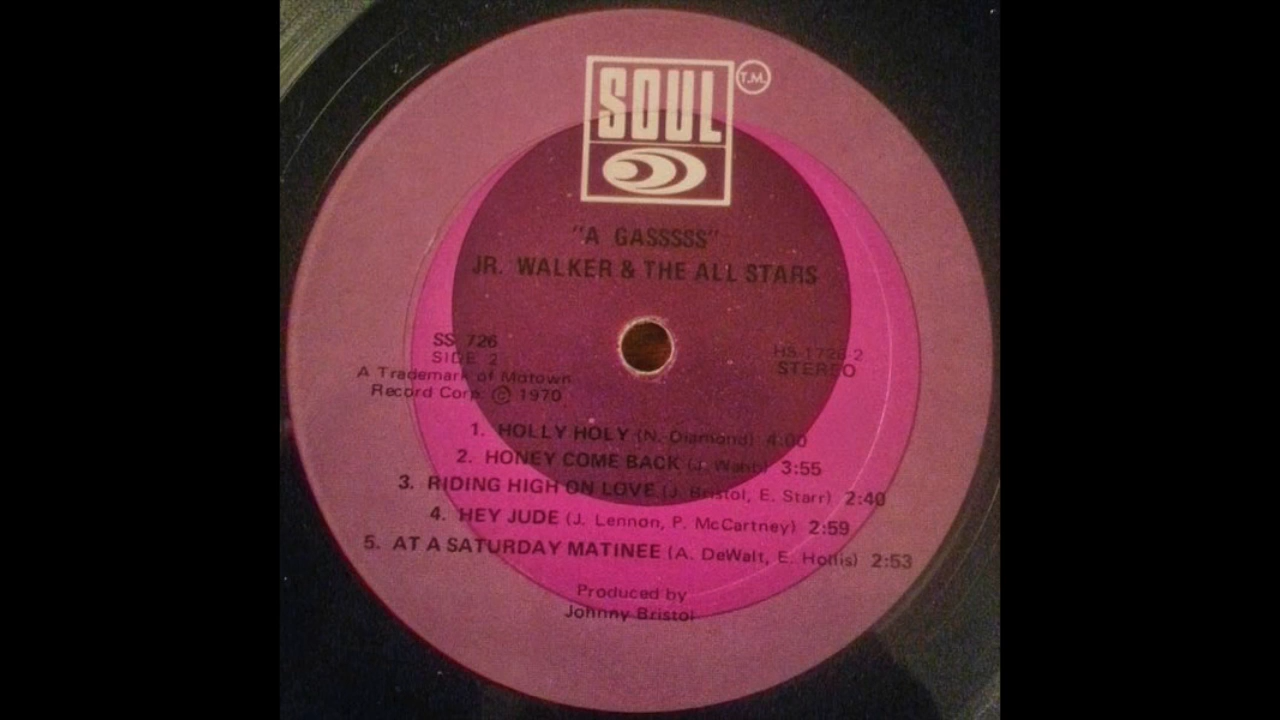 SOUL T.M.
"A GASSSSS"
JR. WALKER & THE ALL STARS
SS 726
SIDE 2
A Trademark of Motown
Record Corp. © 1970
HS-1726-2
STEREO
1. HOLLY HOLY (N. Diamond) 4:00
2. HONEY COME BACK (J. Webb) 3:55
3. RIDING HIGH ON LOVE (J. Bristol, E. Starr) 2:40
4. HEY JUDE (J. Lennon, P. McCartney) 2:59
5. AT A SATURDAY MATINEE (A. DeWalt, E. Hollis) 2:53
Produced by
Johnny Bristol